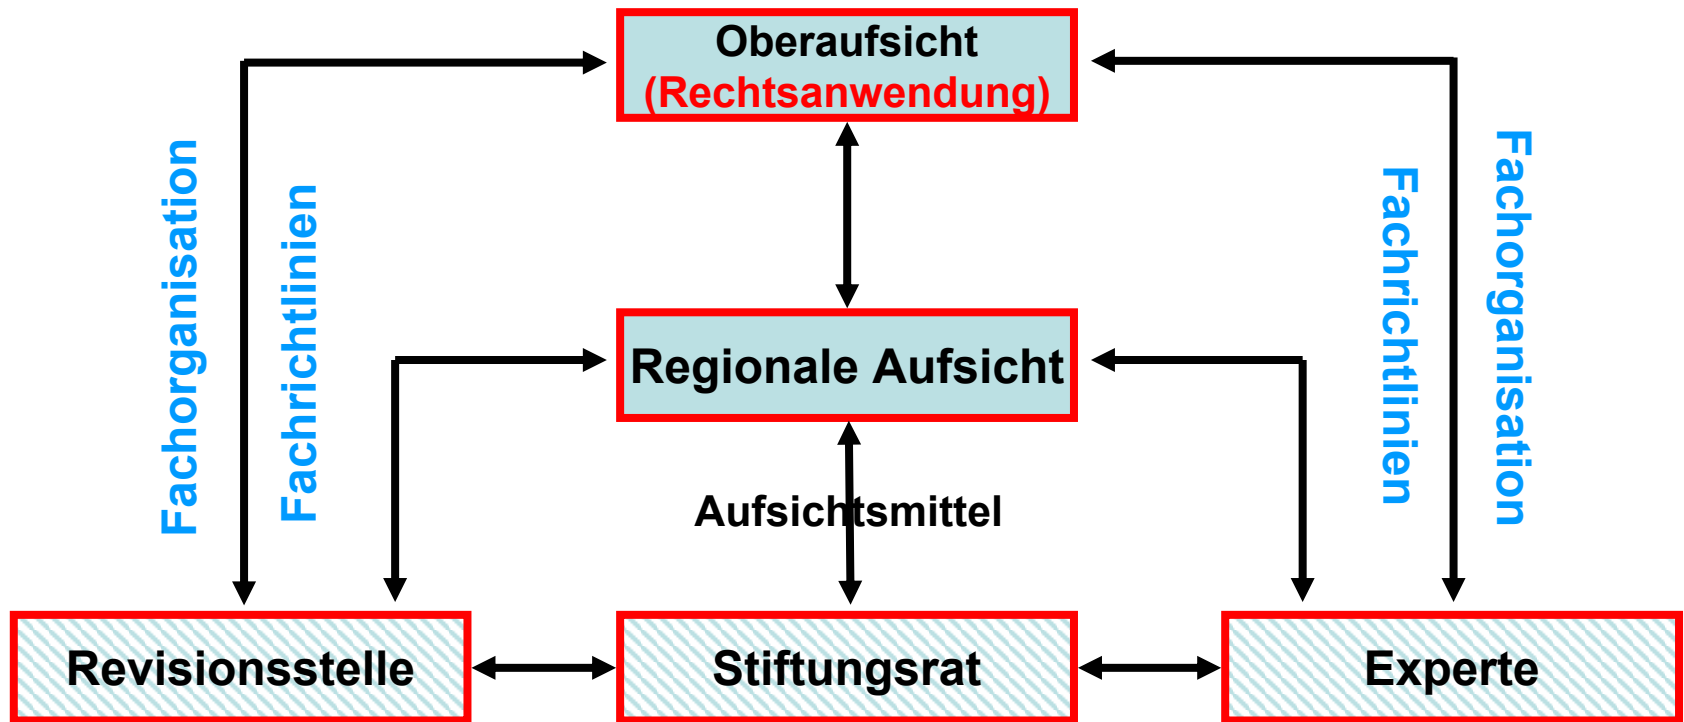 Oberaufsicht
(Rechtsanwendung)
Fachorganisation
Fachrichtlinien
Fachrichtlinien
Fachorganisation
Regionale Aufsicht
Aufsichtsmittel
Revisionsstelle
Stiftungsrat
Experte